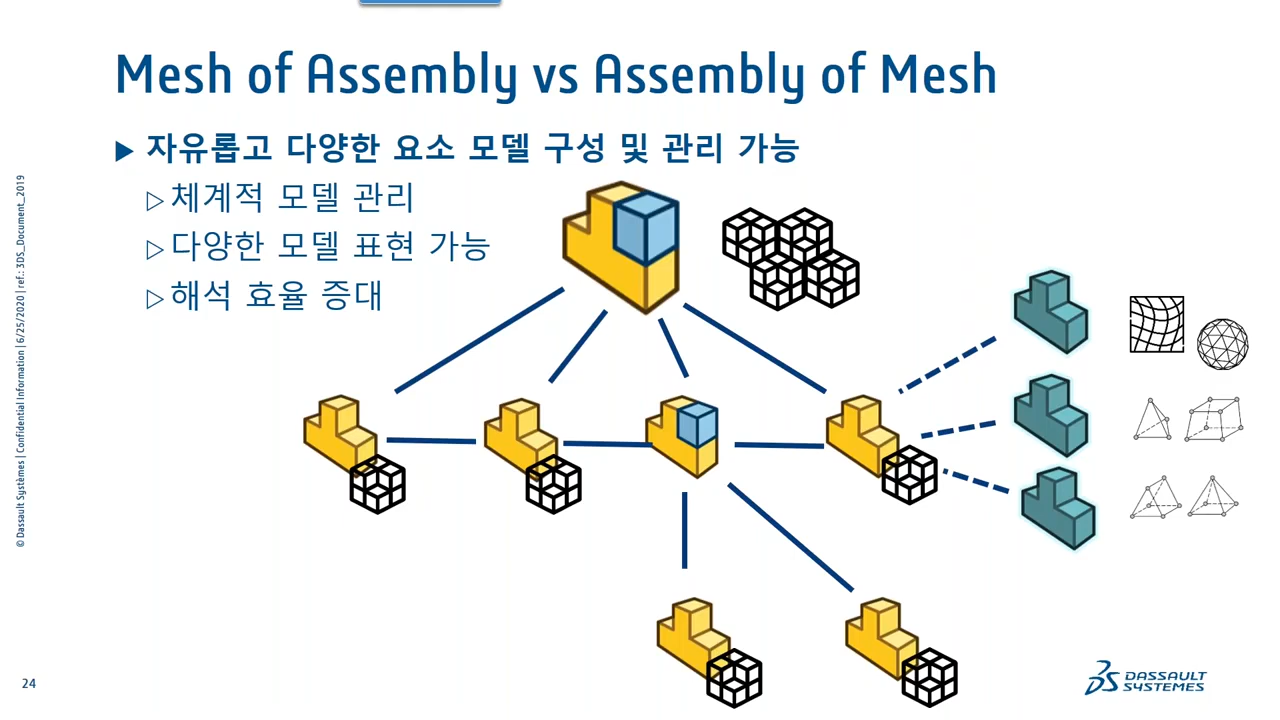 Mesh of Assembly vs Assembly of Mesh
자유롭고 다양한 요소 모델 구성 및 관리 가능
체계적 모델 관리
다양한 모델 표현 가능
해석 효율 증대
© Dassault Systèmes | Confidential Information | 6/25/2020 | ref.: 3DS_Document_2019
24
DASSAULT
SYSTEMES